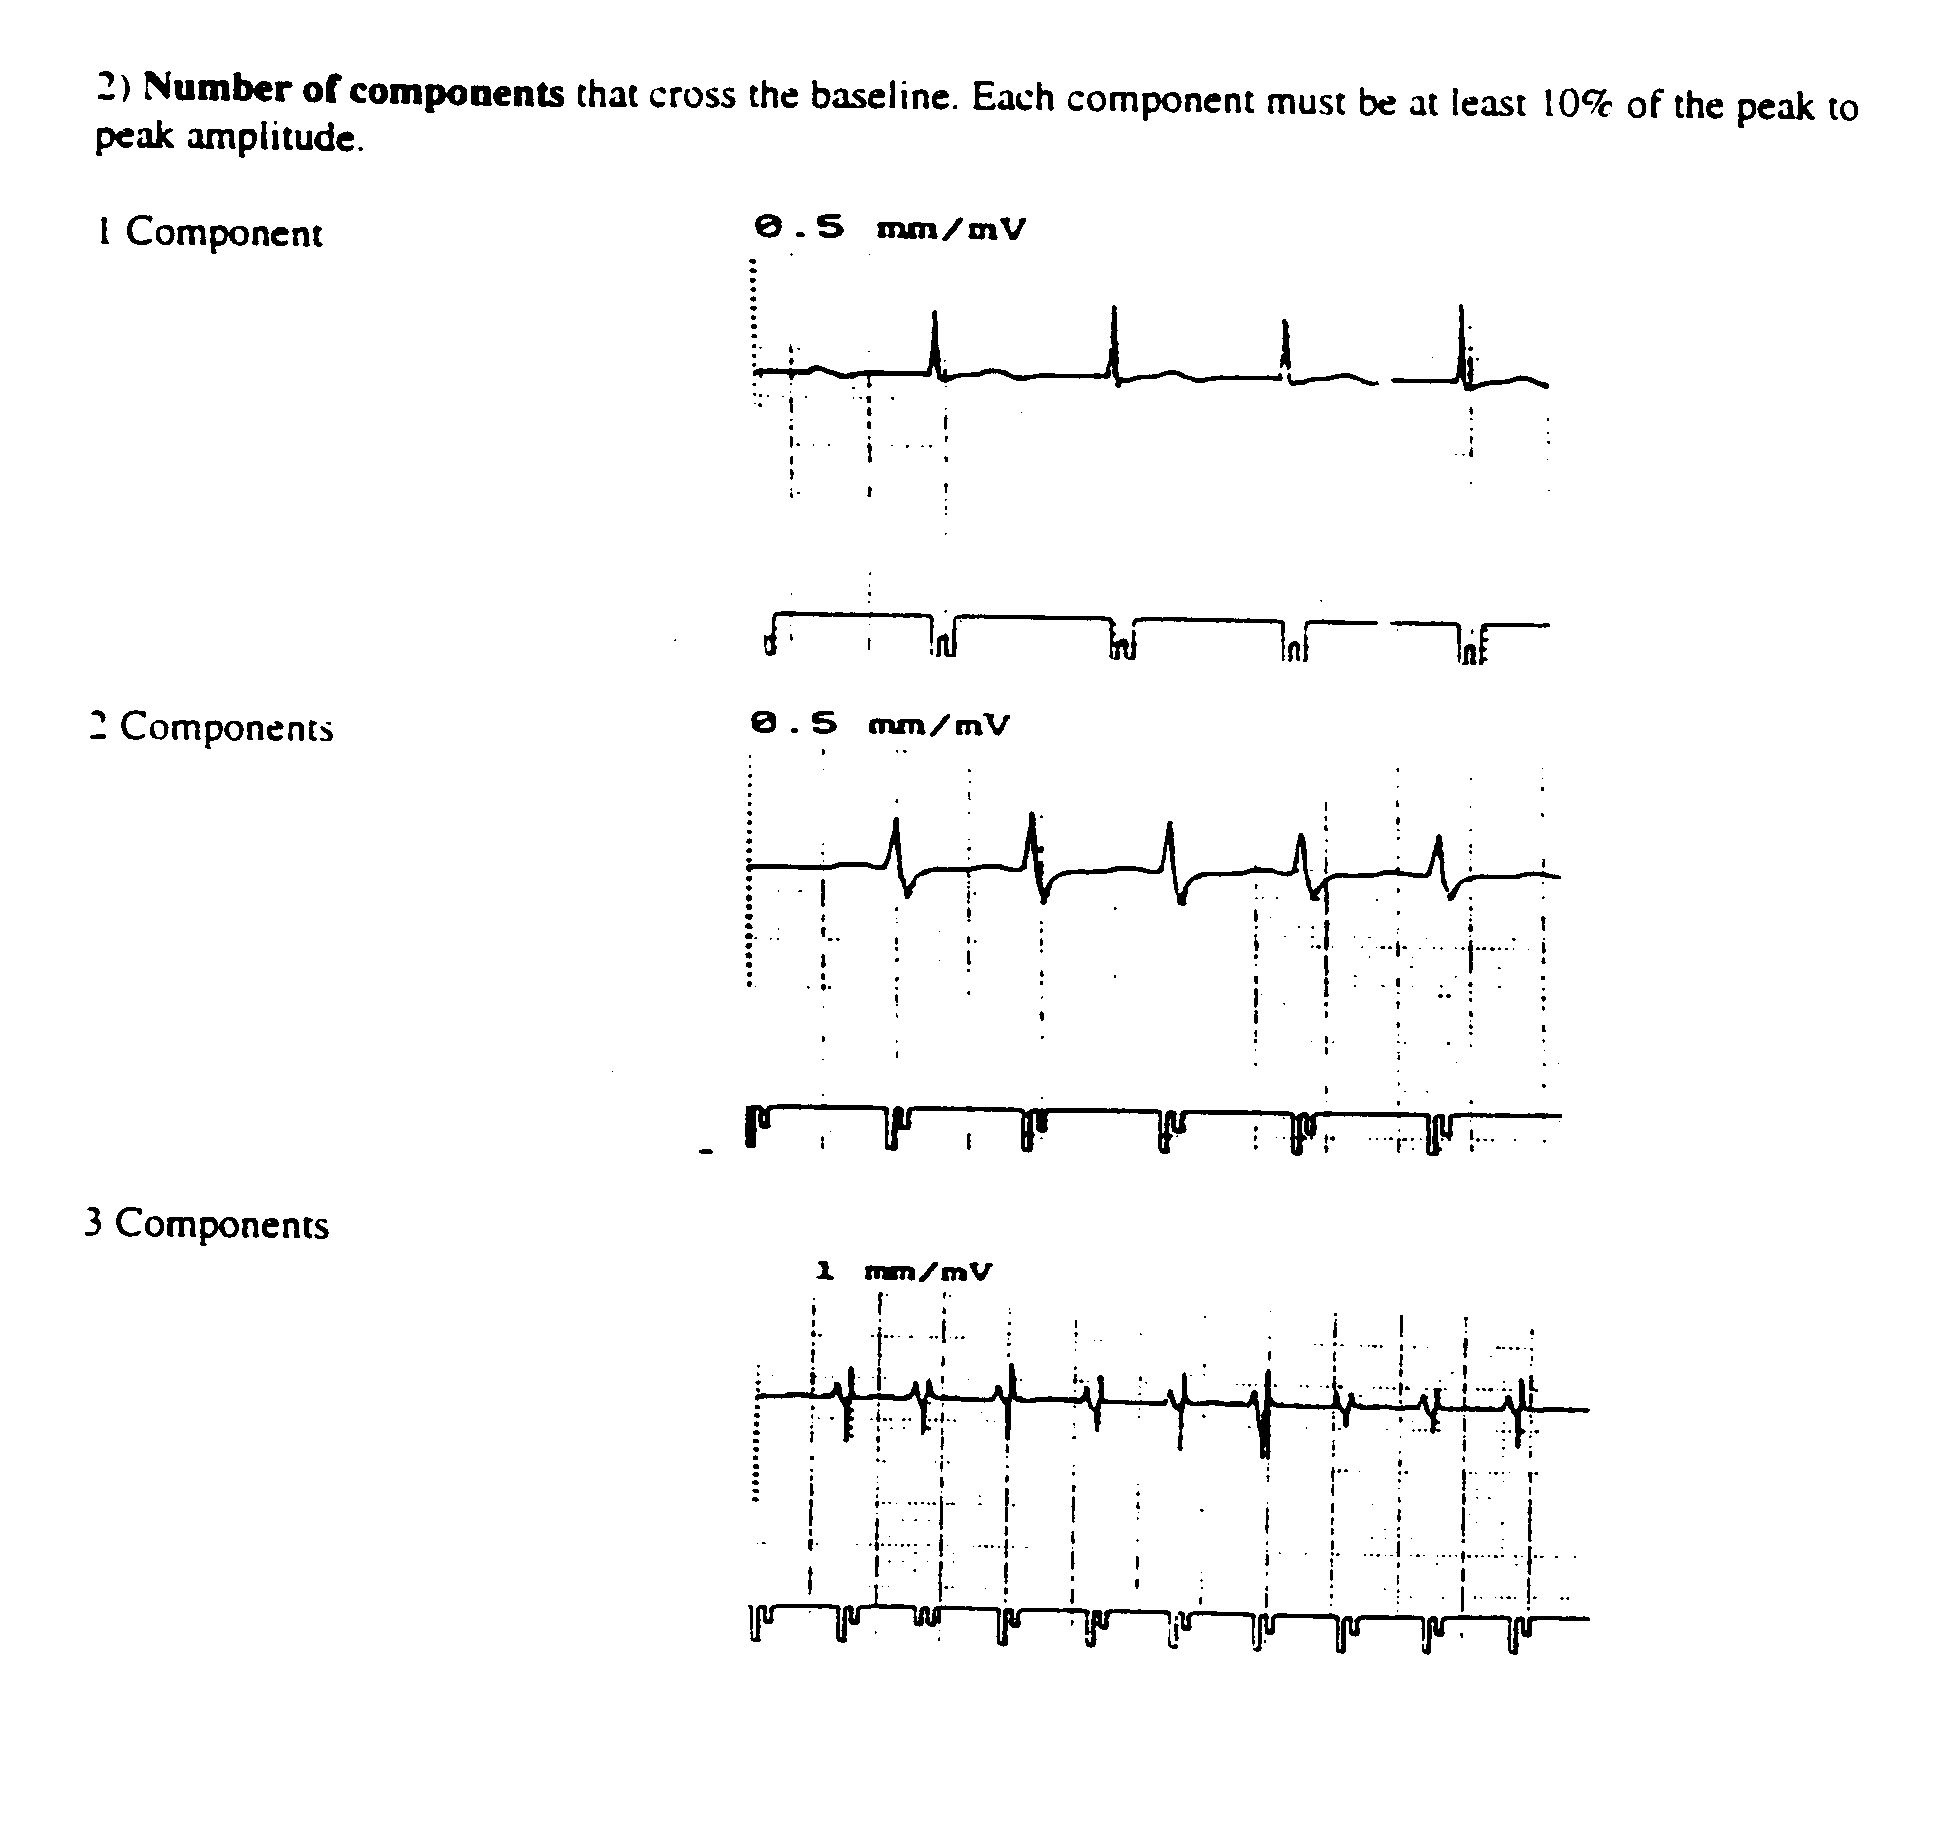 2) Number of components that cross the baseline. Each component must be at least 10% of the peak to
peak amplitude.
1 Component
0.5 mm/mV
2 Components
0.5 mm/mV
3 Components
1 mm/mV